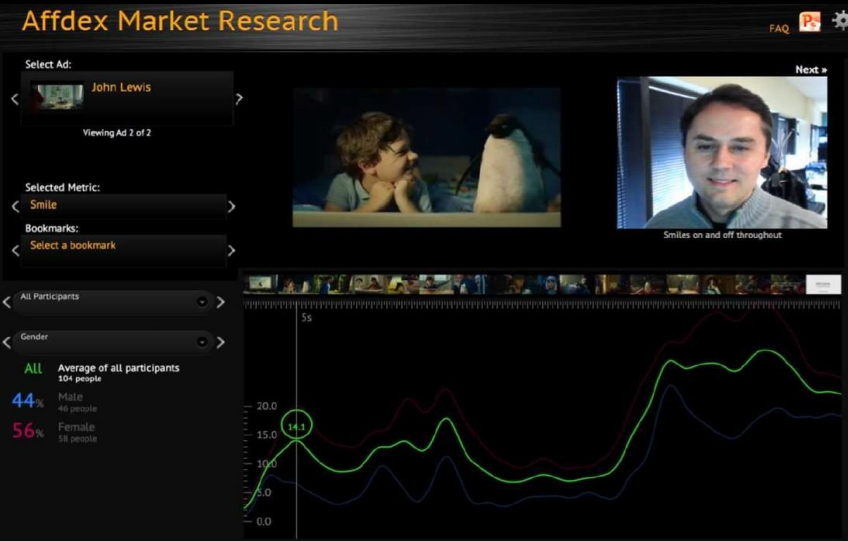 Affdex Market Research
FAQ
Select Ad:
John Lewis
Viewing Ad 2 of 2
Next »
Selected Metric:
Smile
Bookmarks:
Select a bookmark
Smiles on and off throughout
All Participants
Gender
All Average of all participants
104 people
44% Male
46 people
56% Female
58 people
5s
14.1
20.0
15.0
10.0
5.0
0.0